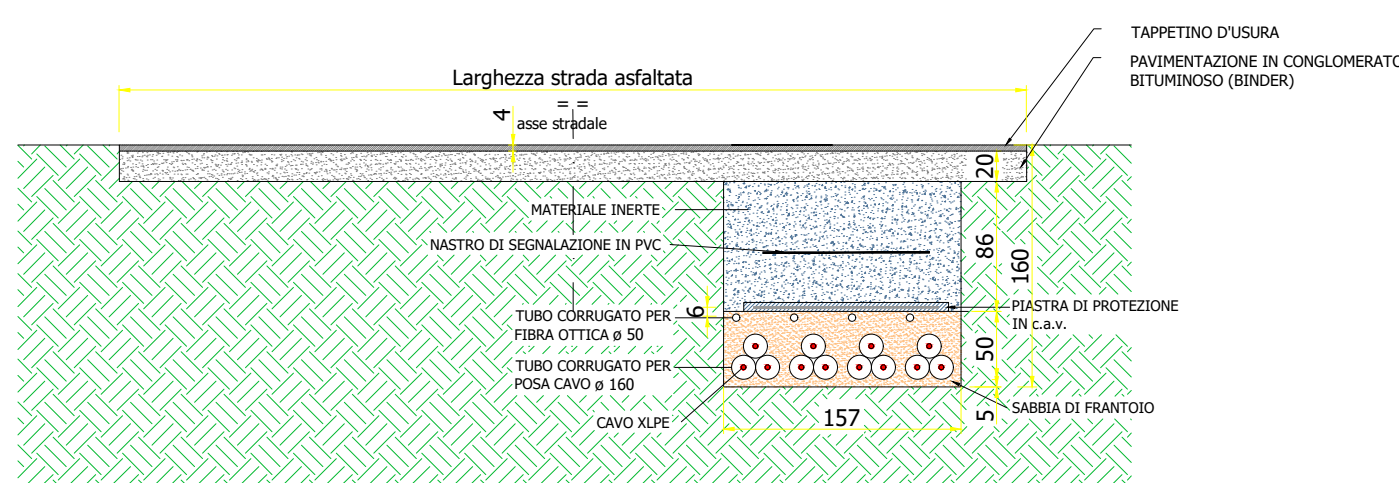 TAPPETINO D'USURA
PAVIMENTAZIONE IN CONGLOMERATO
BITUMINOSO (BINDER)
Larghezza strada asfaltata
= =
asse stradale
4
20
MATERIALE INERTE
NASTRO DI SEGNALAZIONE IN PVC
86
160
PIASTRA DI PROTEZIONE
IN c.a.v.
6
TUBO CORRUGATO PER
FIBRA OTTICA ø 50
50
TUBO CORRUGATO PER
POSA CAVO ø 160
SABBIA DI FRANTOIO
5
CAVO XLPE
157